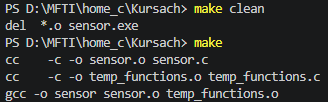 PS D:\MFTI\home_c\Kursach> make clean
del  *.o sensor.exe
PS D:\MFTI\home_c\Kursach> make
cc    -c -o sensor.o sensor.c
cc    -c -o temp_functions.o temp_functions.c
gcc -o sensor sensor.o temp_functions.o